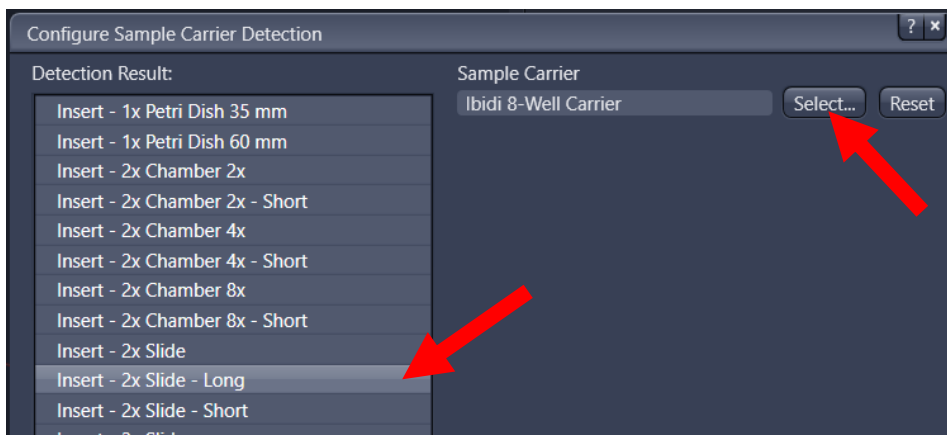 Configure Sample Carrier Detection
? ×
Detection Result:
Insert - 1x Petri Dish 35 mm
Insert - 1x Petri Dish 60 mm
Insert - 2x Chamber 2x
Insert - 2x Chamber 2x - Short
Insert - 2x Chamber 4x
Insert - 2x Chamber 4x - Short
Insert - 2x Chamber 8x
Insert - 2x Chamber 8x - Short
Insert - 2x Slide
Insert - 2x Slide - Long
Insert - 2x Slide - Short
Sample Carrier
Ibidi 8-Well Carrier
Select...
Reset